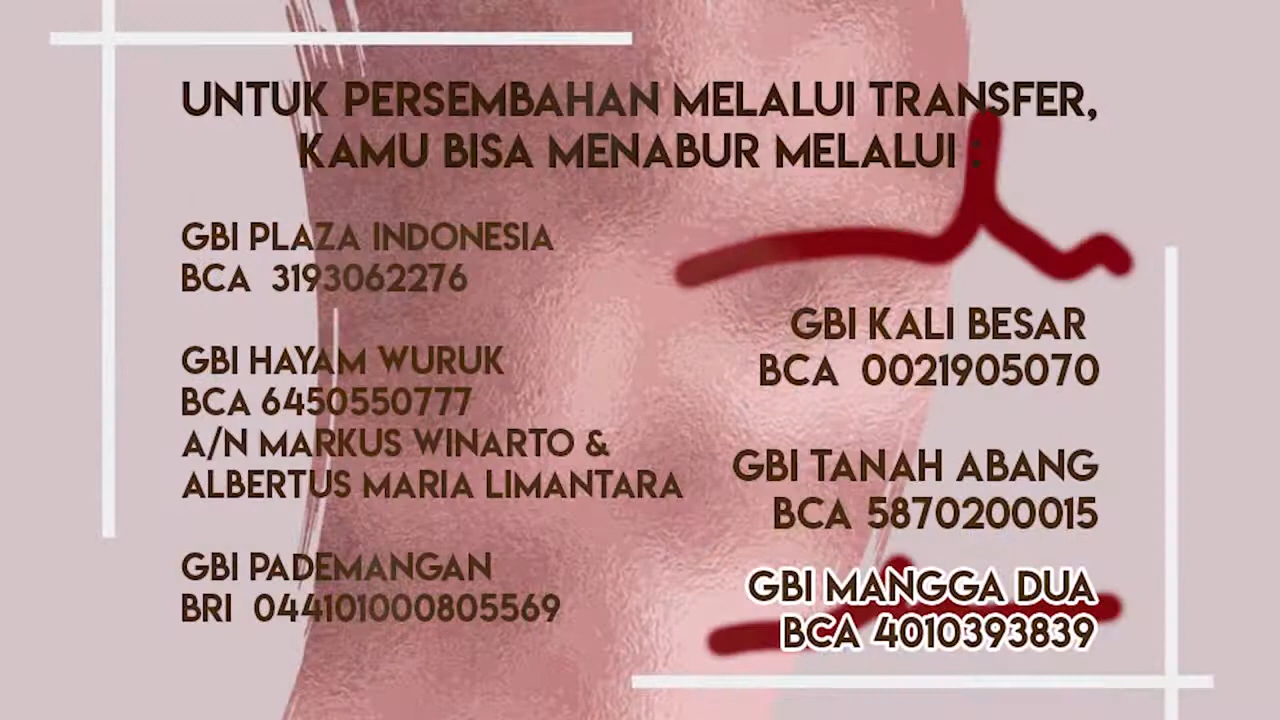 UNTUK PERSEMBAHAN MELALUI TRANSFER,
KAMU BISA MENABUR MELALUI :
GBI PLAZA INDONESIA
BCA 3193062276
GBI HAYAM WURUK
BCA 6450550777
A/N MARKUS WINARTO &
ALBERTUS MARIA LIMANTARA
GBI PADEMANGAN
BRI 044101000805569
GBI KALI BESAR
BCA 0021905070
GBI TANAH ABANG
BCA 5870200015
GBI MANGGA DUA
BCA 4010393839